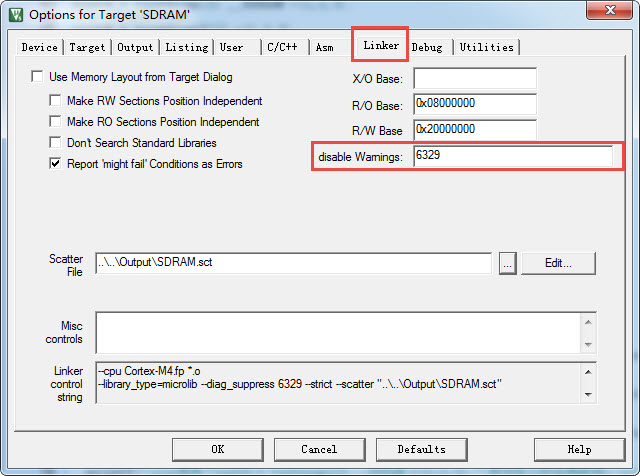 Options for Target 'SDRAM'
Device Target Output Listing User C/C++ Asm Linker Debug Utilities
Use Memory Layout from Target Dialog
Make RW Sections Position Independent
Make RO Sections Position Independent
Don't Search Standard Libraries
Report 'might fail' Conditions as Errors
X/O Base:
R/O Base: 0x08000000
R/W Base 0x20000000
disable Warnings: 6329
Scatter
File
..\..\Output\SDRAM.sct
...
Edit...
Misc
controls
Linker
control
string
--cpu Cortex-M4.fp *.o
--library_type=microlib --diag_suppress 6329 --strict --scatter "..\..\Output\SDRAM.sct"
OK Cancel Defaults Help